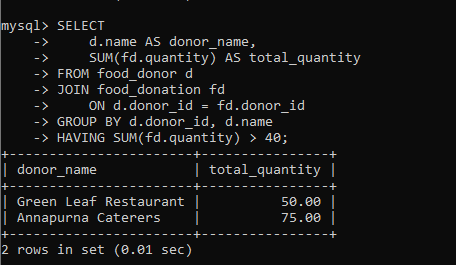 mysql> SELECT
    ->     d.name AS donor_name,
    ->     SUM(fd.quantity) AS total_quantity
    -> FROM food_donor d
    -> JOIN food_donation fd
    ->     ON d.donor_id = fd.donor_id
    -> GROUP BY d.donor_id, d.name
    -> HAVING SUM(fd.quantity) > 40;
+-----------------------+----------------+
| donor_name            | total_quantity |
+-----------------------+----------------+
| Green Leaf Restaurant |          50.00 |
| Annapurna Caterers    |          75.00 |
+-----------------------+----------------+
2 rows in set (0.01 sec)